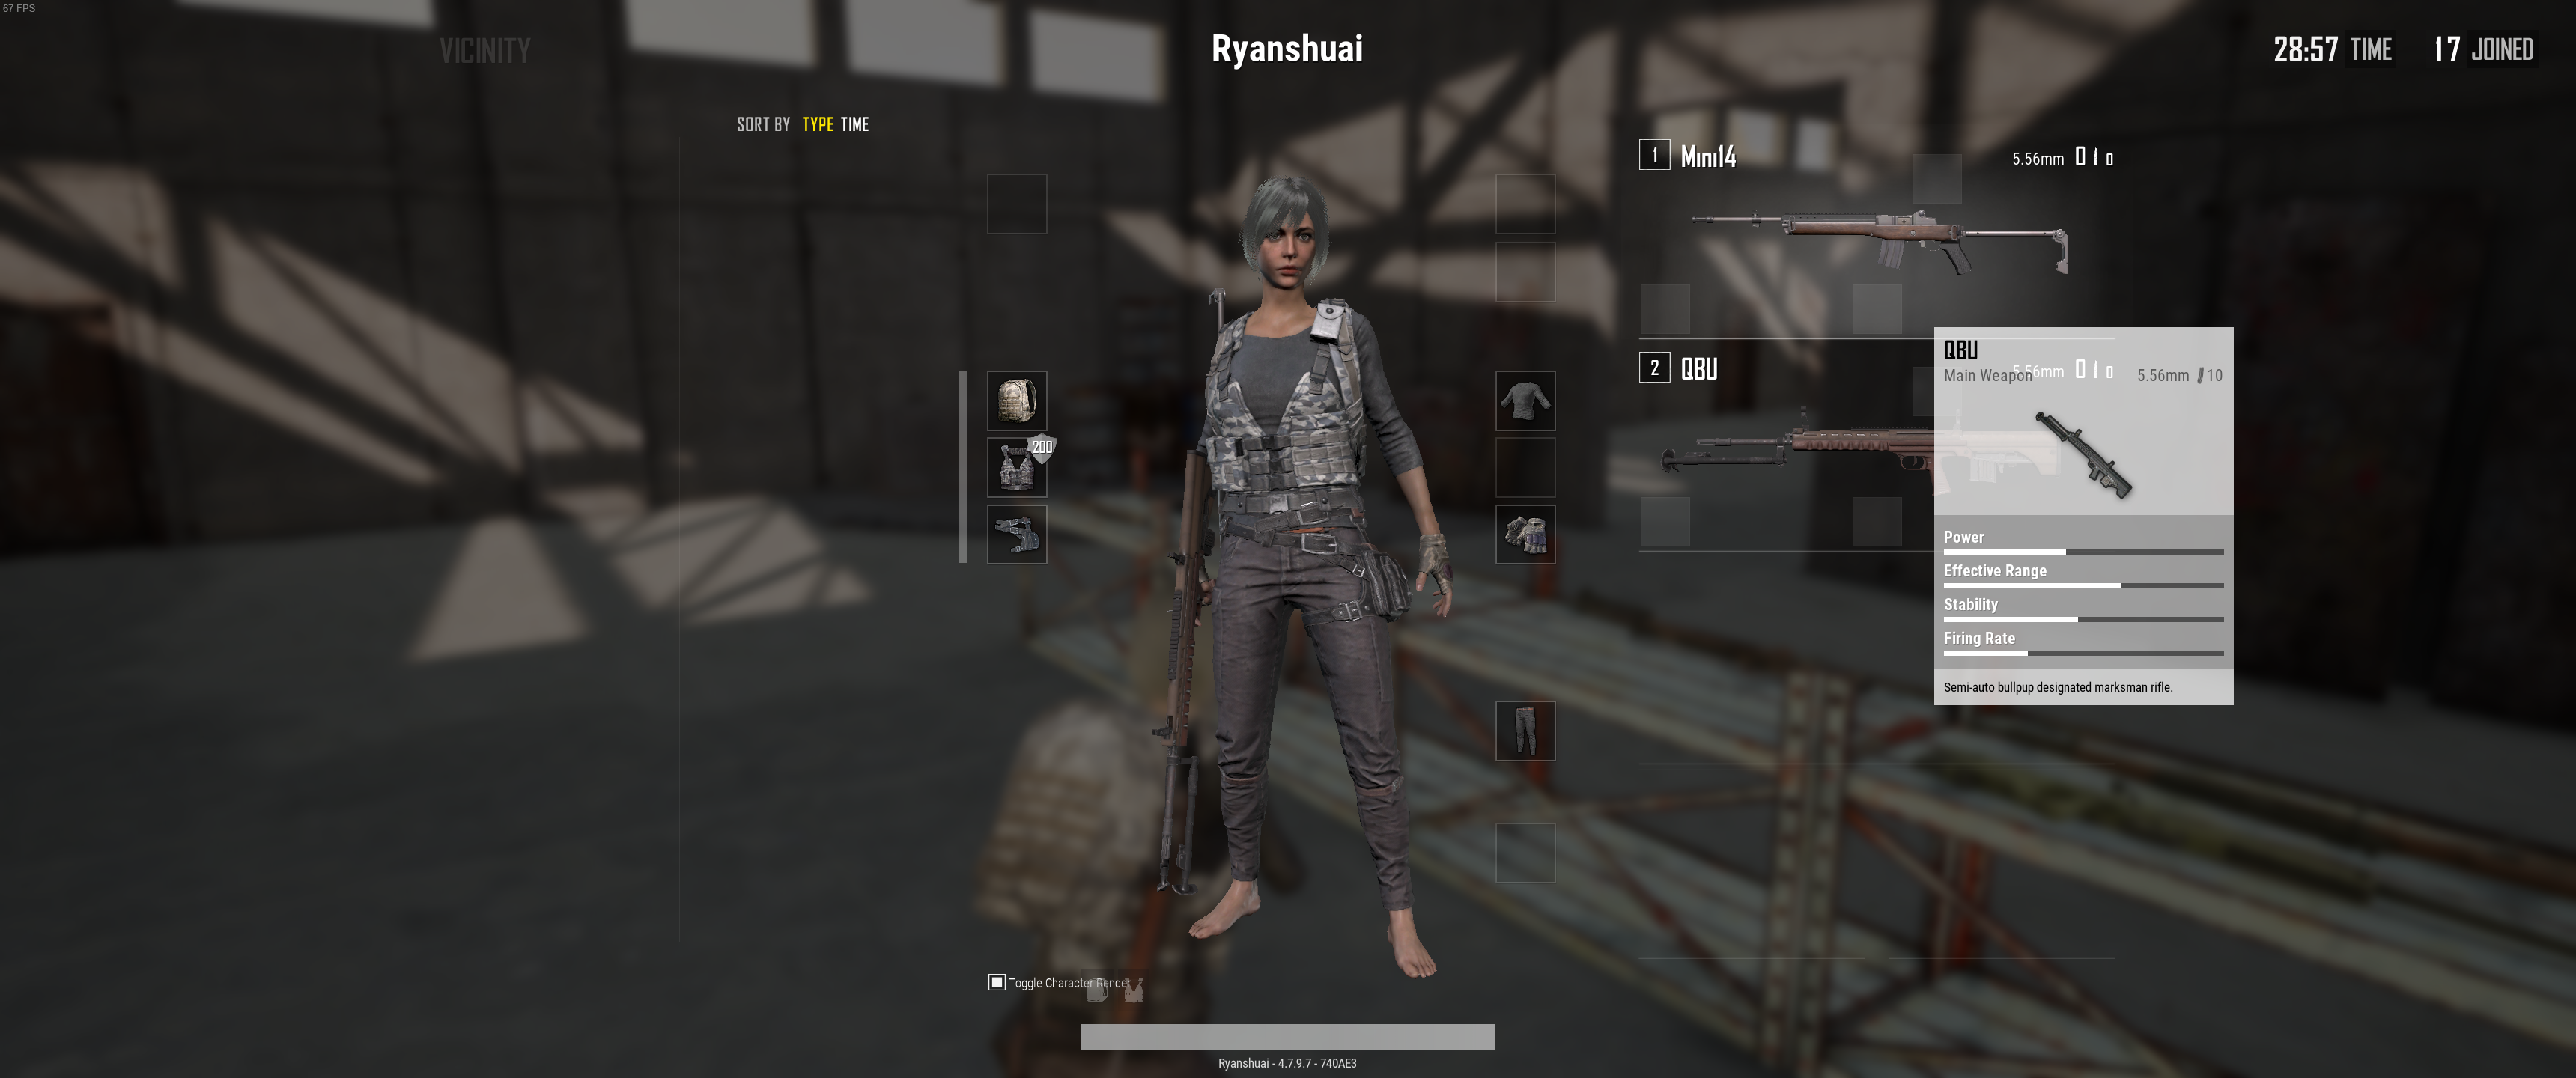 67 FPS
VICINITY
Ryanshuai
28:57 TIME 17 JOINED
SORT BY TYPE TIME
1 Mini14 5.56mm 0 0
200
2 QBU 5.56mm 0 0
QBU
Main Weapon 5.56mm 10
Power
Effective Range
Stability
Firing Rate
Semi-auto bullpup designated marksman rifle.
Toggle Character Render
Ryanshuai - 4.7.9.7 - 740AE3